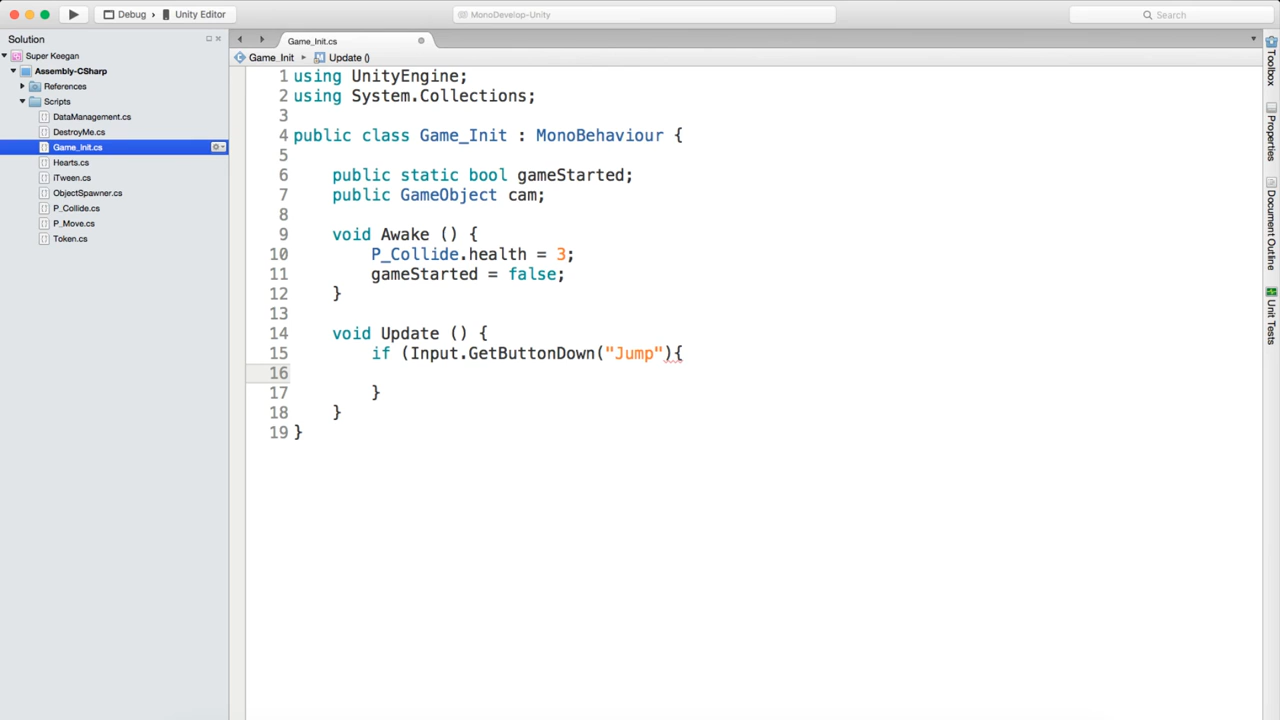 Debug › Unity Editor
MonoDevelop-Unity
Search
Solution
Super Keegan
Assembly-CSharp
References
Scripts
DataManagement.cs
DestroyMe.cs
Game_Init.cs
Hearts.cs
iTween.cs
ObjectSpawner.cs
P_Collide.cs
P_Move.cs
Token.cs
Game_Init.cs
Game_Init ▸ Update ()
1 using UnityEngine;
2 using System.Collections;
3
4 public class Game_Init : MonoBehaviour {
5
6 public static bool gameStarted;
7 public GameObject cam;
8
9 void Awake () {
10 P_Collide.health = 3;
11 gameStarted = false;
12 }
13
14 void Update () {
15 if (Input.GetButtonDown("Jump"){
16
17 }
18 }
19 }
Toolbox
Properties
Document Outline
Unit Tests